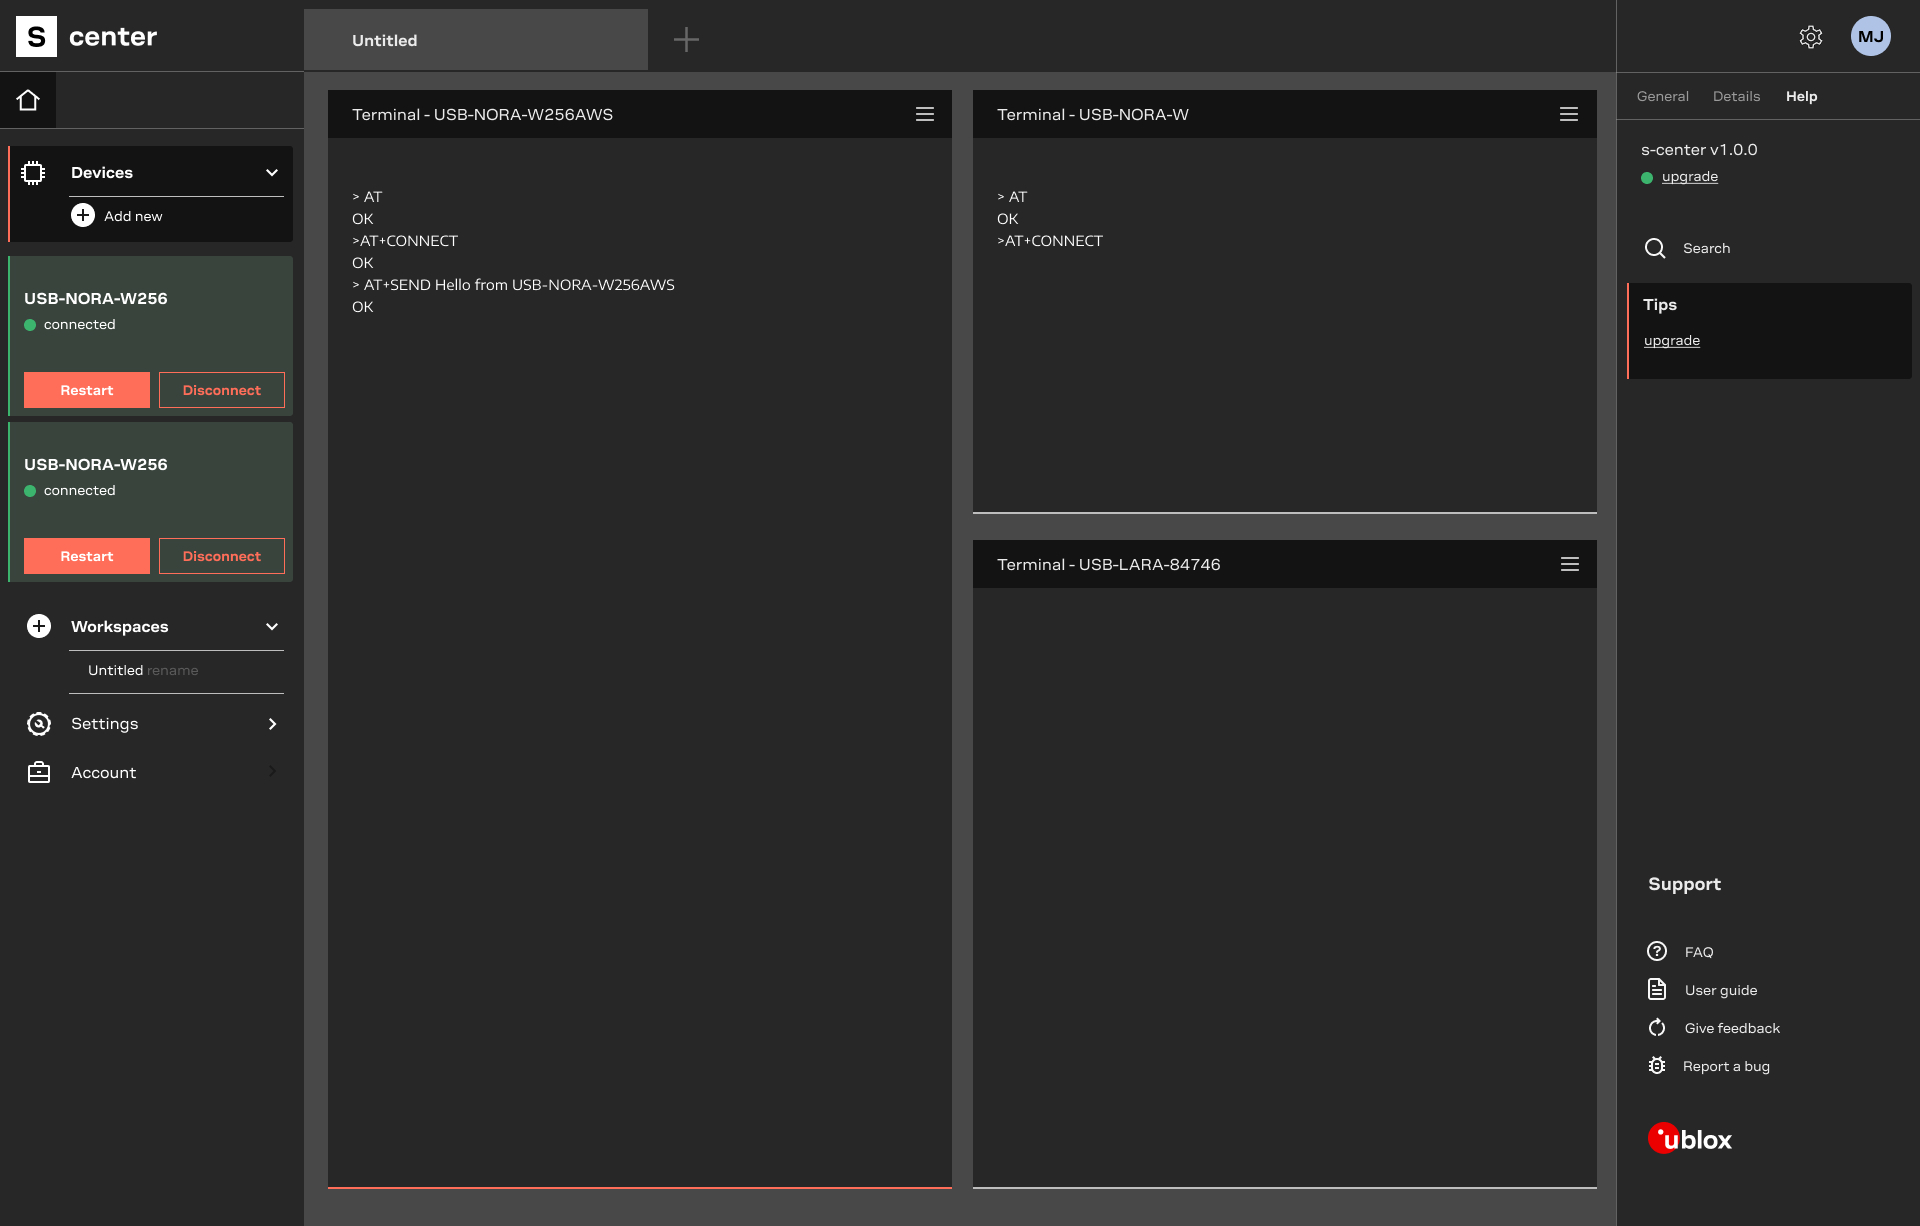 S center
Untitled
MJ
General Details Help
Devices
Add new
USB-NORA-W256
connected
Restart Disconnect
USB-NORA-W256
connected
Restart Disconnect
Workspaces
Untitled rename
Settings
Account
Terminal - USB-NORA-W256AWS
> AT
OK
>AT+CONNECT
OK
> AT+SEND Hello from USB-NORA-W256AWS
OK
Terminal - USB-NORA-W
> AT
OK
>AT+CONNECT
Terminal - USB-LARA-84746
s-center v1.0.0
upgrade
Search
Tips
upgrade
Support
FAQ
User guide
Give feedback
Report a bug
ublox